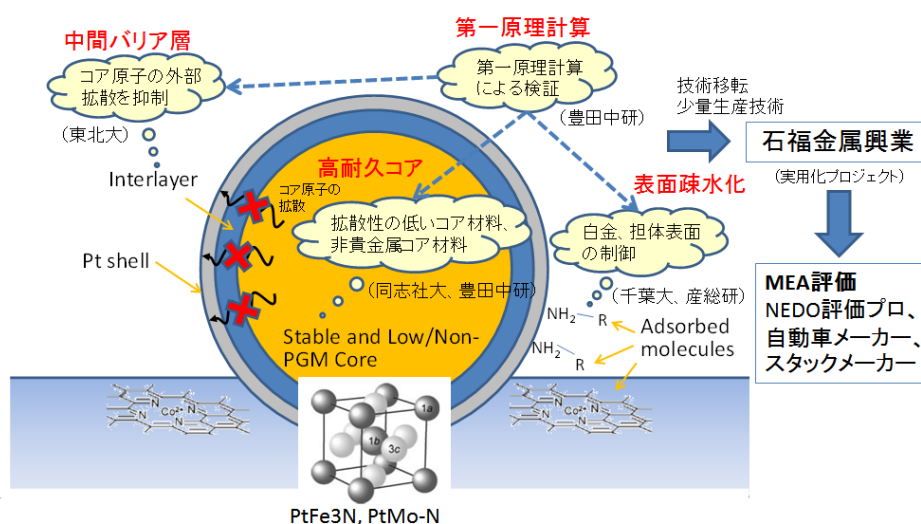 中間バリア層
コア原子の外部
拡散を抑制
(東北大)
Interlayer
Pt shell
第一原理計算
第一原理計算
による検証
(豊田中研)
高耐久コア
コア原子の
拡散
拡散性の低いコア材料、
非貴金属コア材料
(同志社大、豊田中研)
Stable and Low/Non-
PGM Core
表面疎水化
白金、担体表面
の制御
(千葉大、産総研)
NH2
R
NH2
R
Adsorbed
molecules
技術移転
少量生産技術
石福金属興業
(実用化プロジェクト)
MEA評価
NEDO評価プロ、
自動車メーカー、
スタックメーカー
N
N
Co2+
N
N
1a
1b
3c
N
N
Co2+
N
N
PtFe3N, PtMo-N